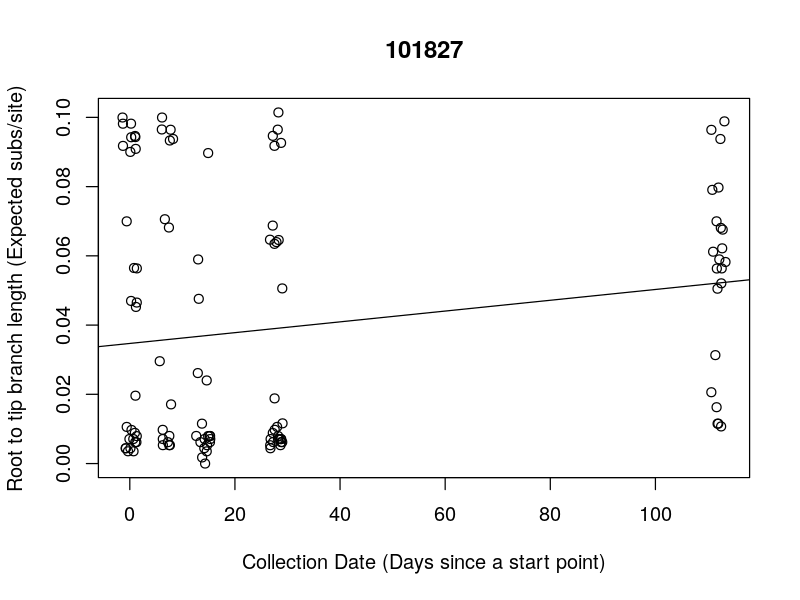 101827
Root to tip branch length (Expected subs/site)
0.10
0.08
0.06
0.04
0.02
0.00
0 20 40 60 80 100
Collection Date (Days since a start point)